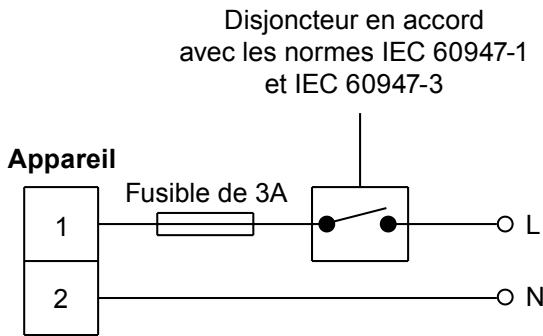 Disjoncteur en accord
avec les normes IEC 60947-1
et IEC 60947-3
Appareil
Fusible de 3A
1
L
2
N